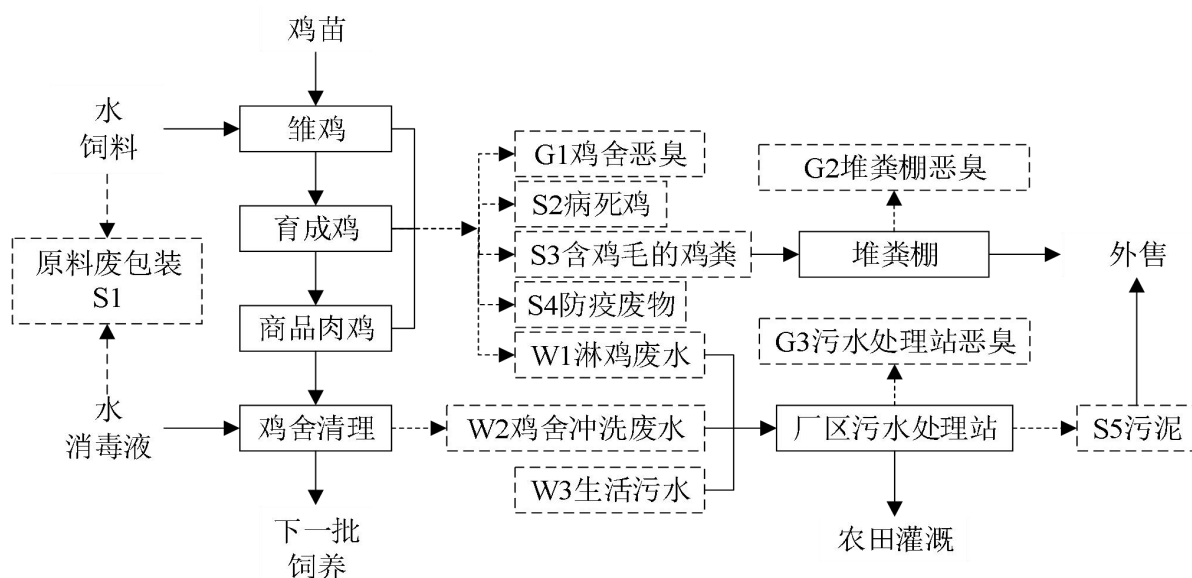 鸡苗
水
饲料
雏鸡
G1鸡舍恶臭
G2堆粪棚恶臭
S2病死鸡
育成鸡
原料废包装
S1
S3含鸡毛的鸡粪
堆粪棚
外售
商品肉鸡
S4防疫废物
W1淋鸡废水
G3污水处理站恶臭
水
消毒液
鸡舍清理
W2鸡舍冲洗废水
厂区污水处理站
S5污泥
W3生活污水
下一批
饲养
农田灌溉